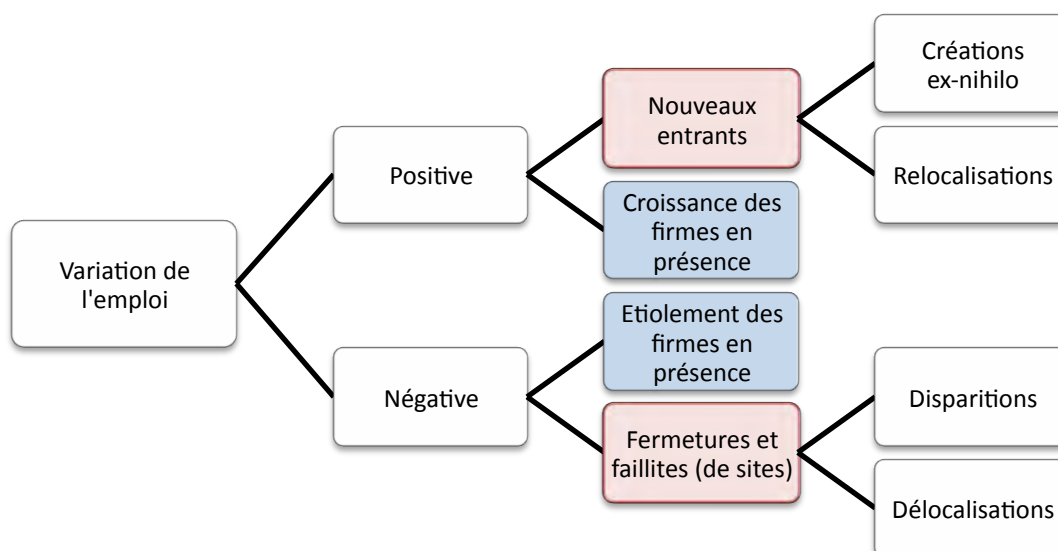 Créations
ex-nihilo
Nouveaux
entrants
Positive
Relocalisations
Croissance des
firmes en
présence
Variation de
l'emploi
Etiolement des
firmes en
présence
Négative
Disparitions
Fermetures et
faillites (de sites)
Délocalisations